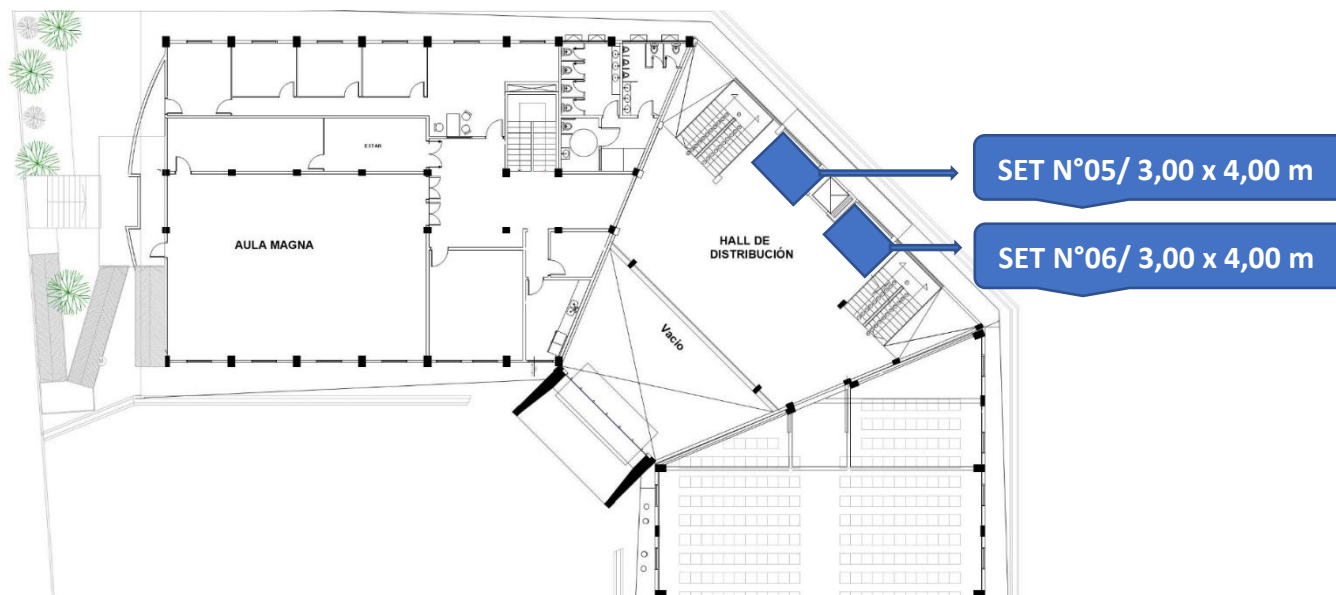 ESTAR
AULA MAGNA
HALL DE
DISTRIBUCIÓN
Vacío
SET N°05/ 3,00 x 4,00 m
SET N°06/ 3,00 x 4,00 m